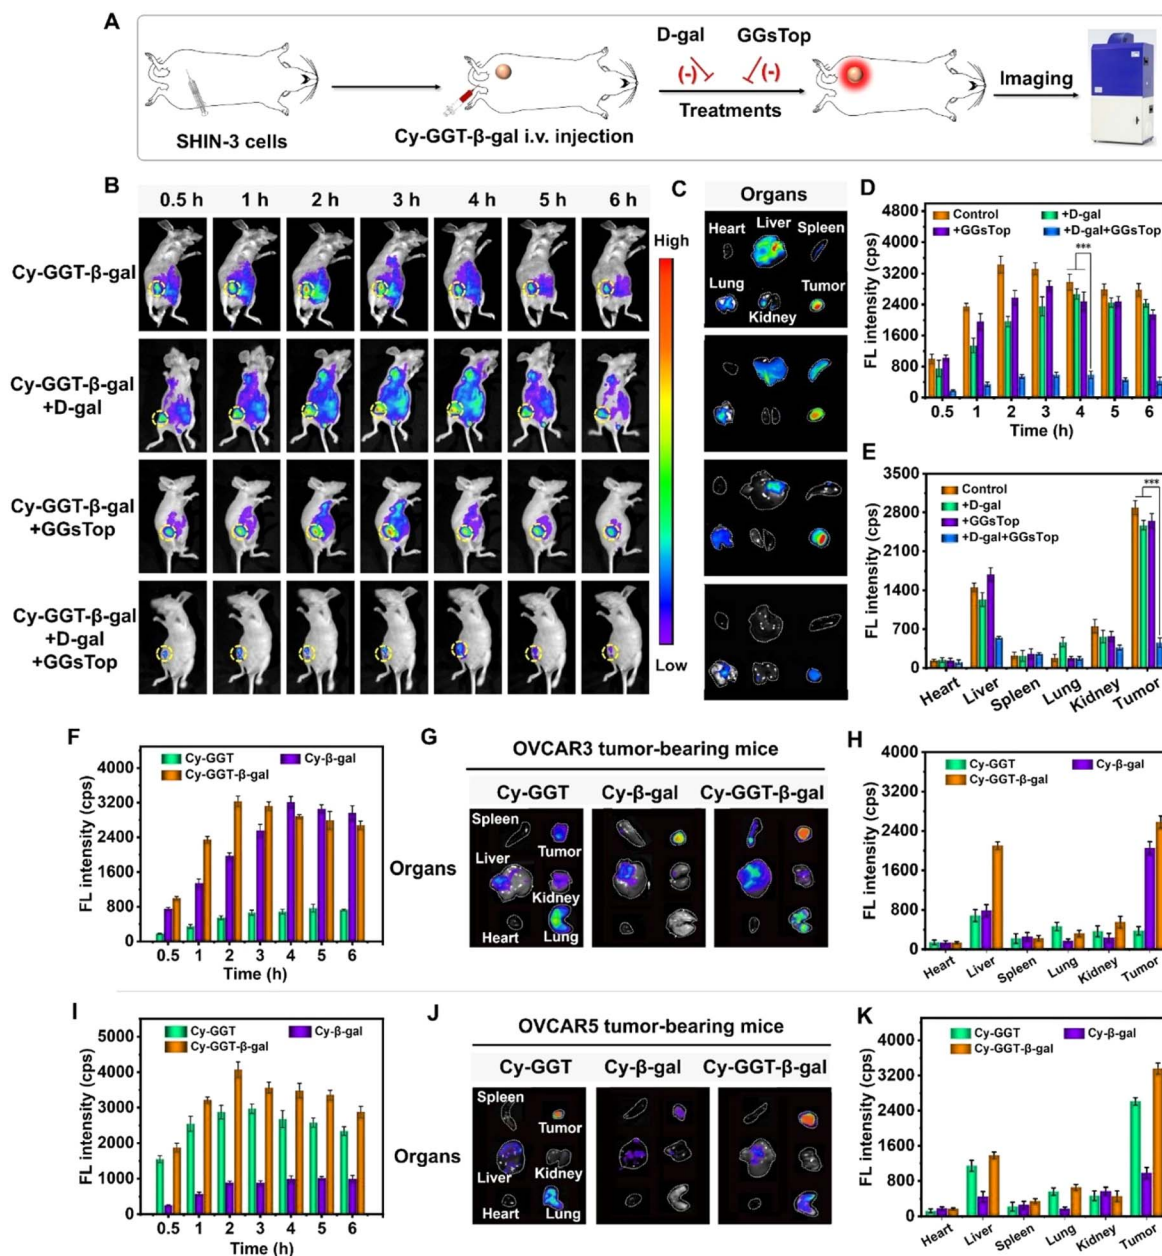 A
D-gal GGsTop
(-) (-)
Treatments
Imaging
SHIN-3 cells
Cy-GGT-β-gal i.v. injection
B
0.5 h 1 h 2 h 3 h 4 h 5 h 6 h
Cy-GGT-β-gal
Cy-GGT-β-gal
+D-gal
Cy-GGT-β-gal
+GGsTop
Cy-GGT-β-gal
+D-gal
+GGsTop
High
Low
C
Organs
Heart Liver Spleen
Lung Kidney Tumor
D
FL intensity (cps)
4800
4000
3200
2400
1600
800
0
Control +D-gal
+GGsTop +D-gal+GGsTop
***
0.5 1 2 3 4 5 6
Time (h)
E
FL intensity (cps)
3500
2800
2100
1400
700
0
Control
+D-gal
+GGsTop
+D-gal+GGsTop
***
Heart Liver Spleen Lung Kidney Tumor
F
FL intensity (cps)
4000
3200
2400
1600
800
0
Cy-GGT Cy-β-gal
Cy-GGT-β-gal
0.5 1 2 3 4 5 6
Time (h)
G
OVCAR3 tumor-bearing mice
Cy-GGT Cy-β-gal Cy-GGT-β-gal
Organs
Spleen
Tumor
Liver
Kidney
Heart Lung
H
FL intensity (cps)
4000
3200
2400
1600
800
0
Cy-GGT Cy-β-gal
Cy-GGT-β-gal
Heart Liver Spleen Lung Kidney Tumor
I
FL intensity (cps)
5000
4000
3000
2000
1000
0
Cy-GGT Cy-β-gal
Cy-GGT-β-gal
0.5 1 2 3 4 5 6
Time (h)
J
OVCAR5 tumor-bearing mice
Cy-GGT Cy-β-gal Cy-GGT-β-gal
Organs
Spleen
Tumor
Liver Kidney
Heart Lung
K
FL intensity (cps)
4000
3200
2400
1600
800
0
Cy-GGT Cy-β-gal
Cy-GGT-β-gal
Heart Liver Spleen Lung Kidney Tumor